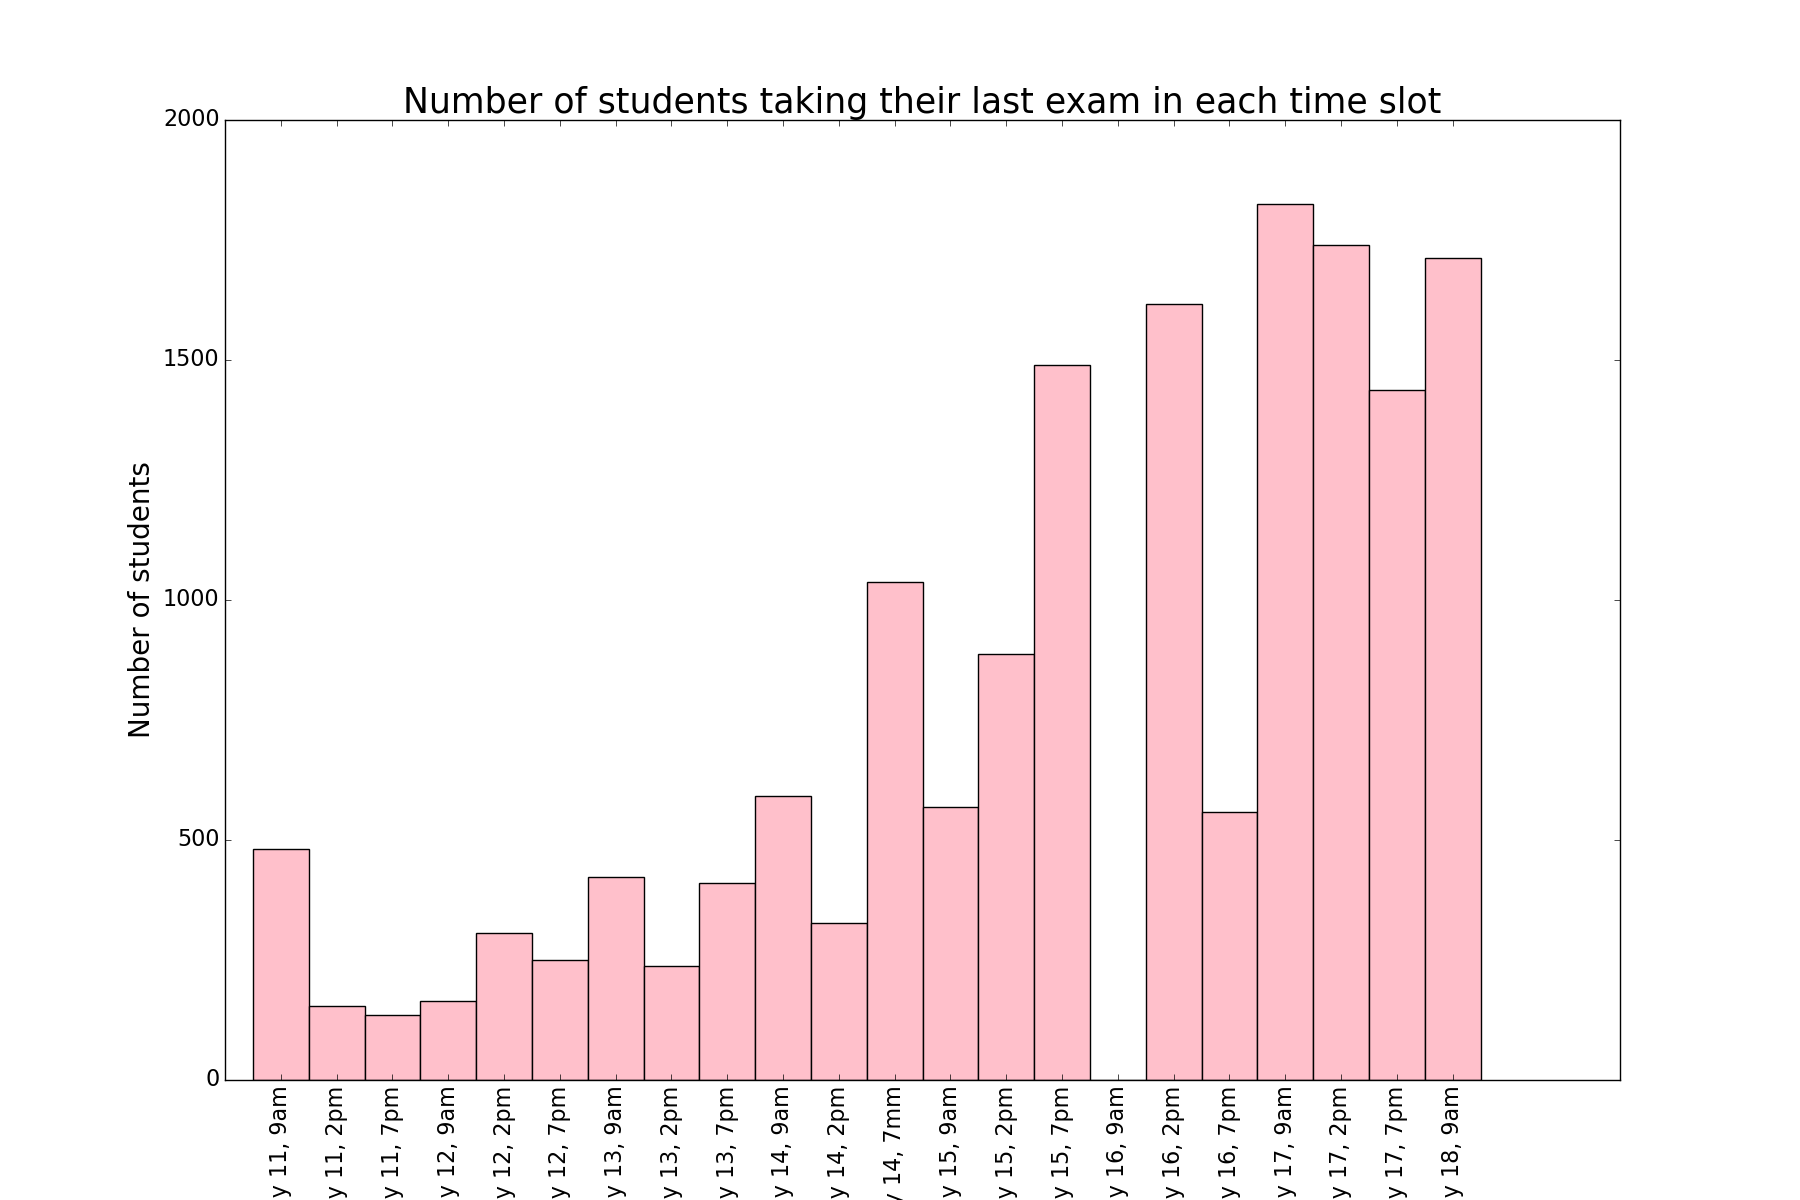 Number of students taking their last exam in each time slot
2000
1500
1000
500
0
Number of students
y 11, 9am
y 11, 2pm
y 11, 7pm
y 12, 9am
y 12, 2pm
y 12, 7pm
y 13, 9am
y 13, 2pm
y 13, 7pm
y 14, 9am
y 14, 2pm
y 14, 7mm
y 15, 9am
y 15, 2pm
y 15, 7pm
y 16, 9am
y 16, 2pm
y 16, 7pm
y 17, 9am
y 17, 2pm
y 17, 7pm
y 18, 9am